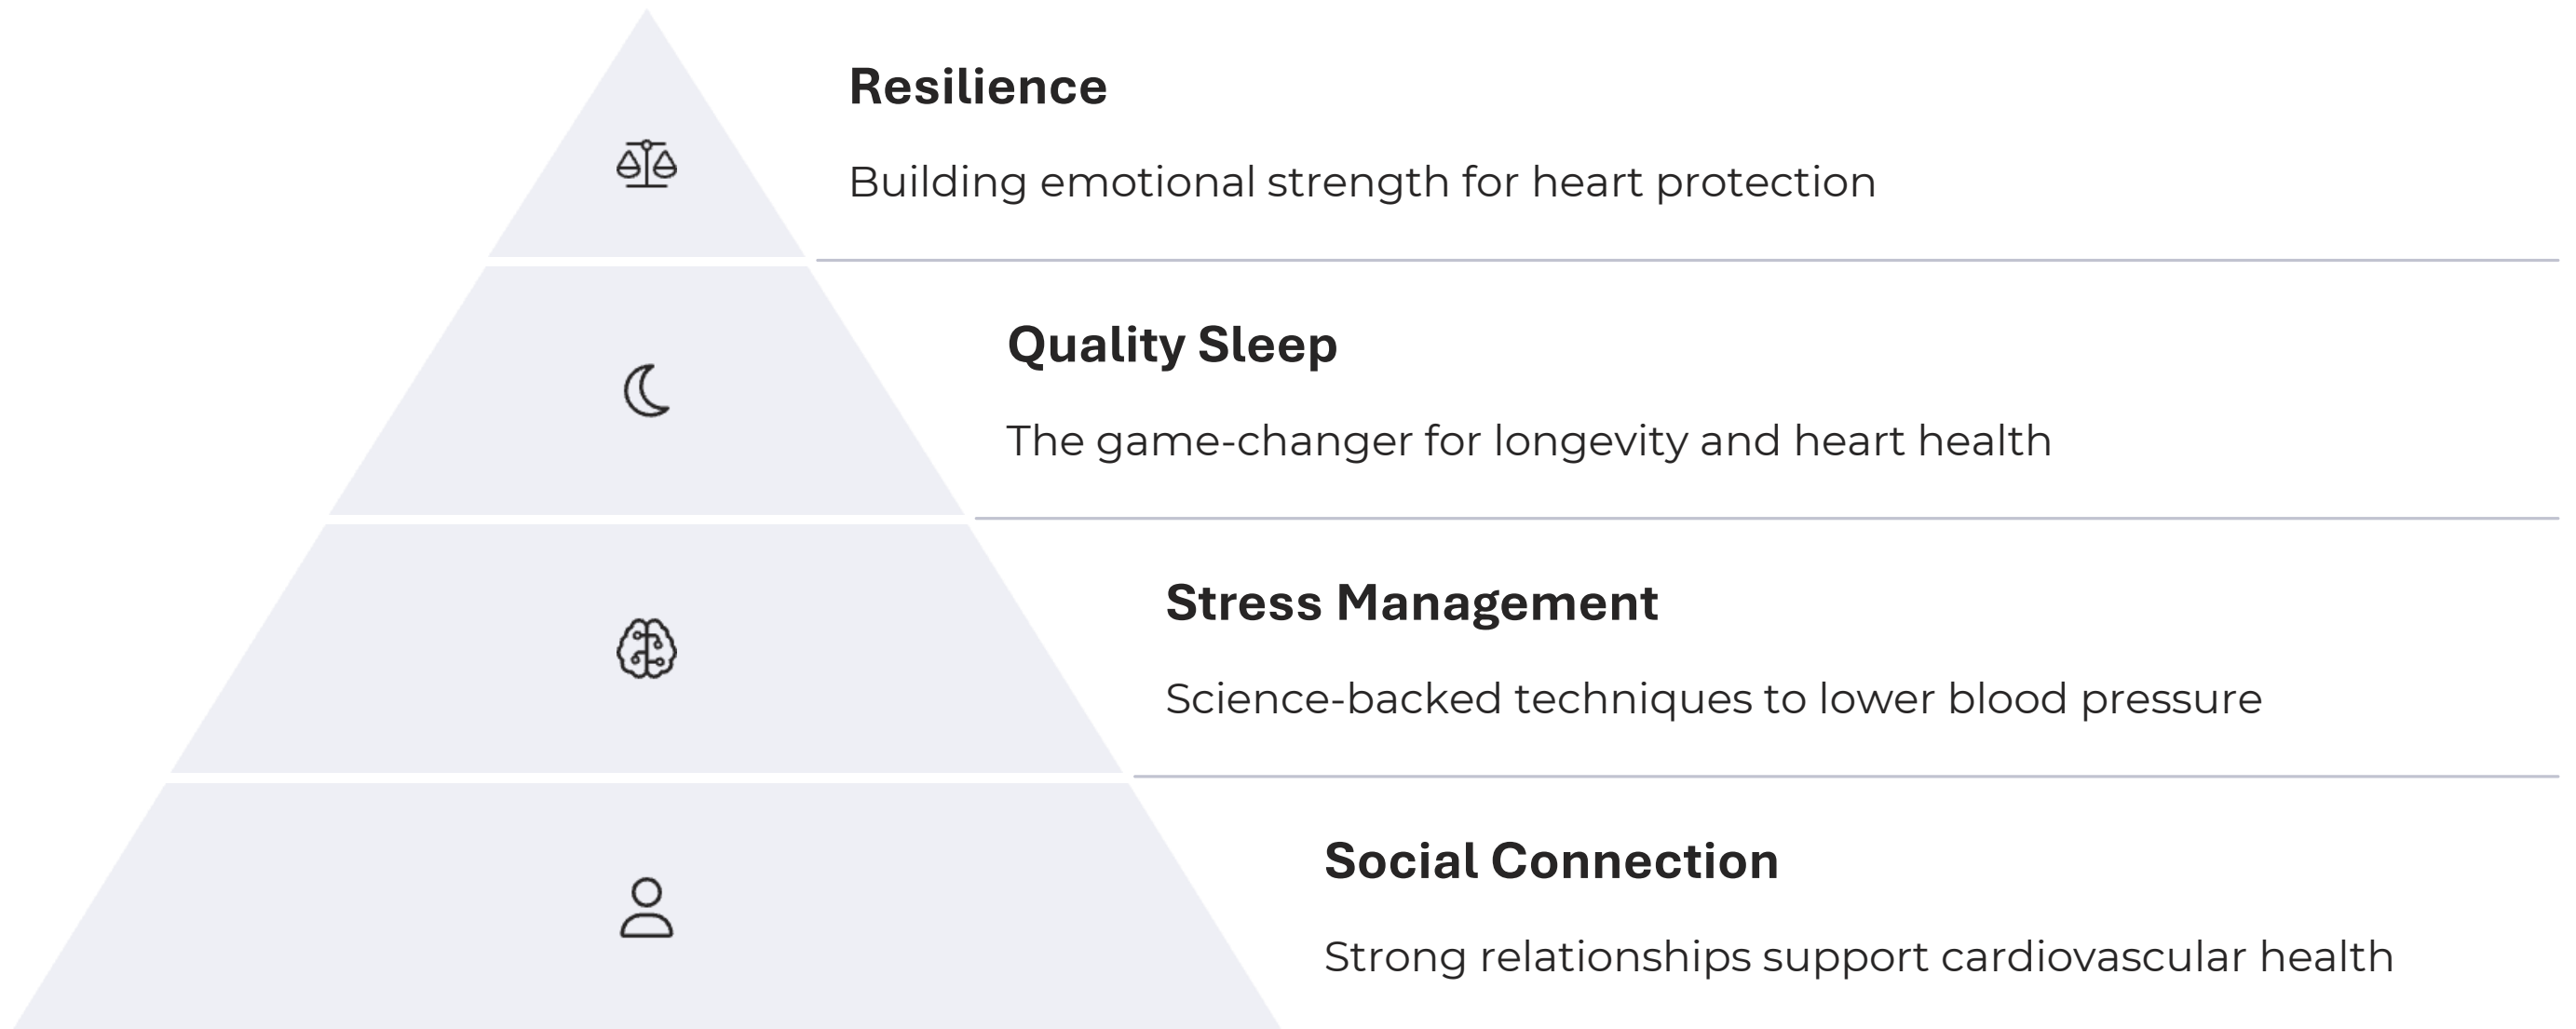 Resilience
Building emotional strength for heart protection
Quality Sleep
The game-changer for longevity and heart health
Stress Management
Science-backed techniques to lower blood pressure
Social Connection
Strong relationships support cardiovascular health